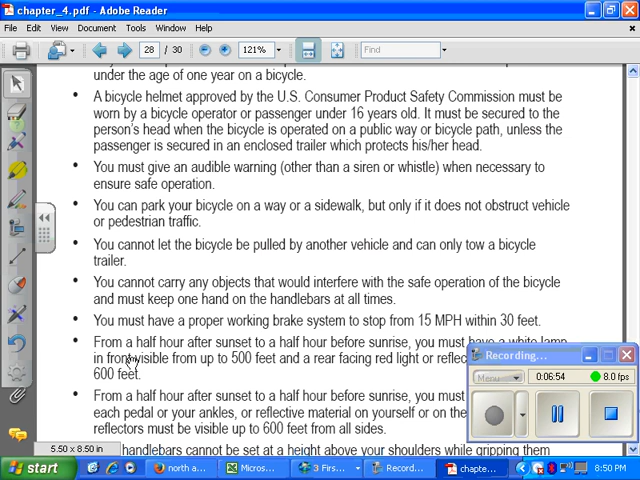 chapter_4.pdf - Adobe Reader
File Edit View Document Tools Window Help
28 / 30 121% Find
under the age of one year on a bicycle.
• A bicycle helmet approved by the U.S. Consumer Product Safety Commission must be
worn by a bicycle operator or passenger under 16 years old. It must be secured to the
person's head when the bicycle is operated on a public way or bicycle path, unless the
passenger is secured in an enclosed trailer which protects his/her head.
• You must give an audible warning (other than a siren or whistle) when necessary to
ensure safe operation.
• You can park your bicycle on a way or a sidewalk, but only if it does not obstruct vehicle
or pedestrian traffic.
• You cannot let the bicycle be pulled by another vehicle and can only tow a bicycle
trailer.
• You cannot carry any objects that would interfere with the safe operation of the bicycle
and must keep one hand on the handlebars at all times.
• You must have a proper working brake system to stop from 15 MPH within 30 feet.
• From a half hour after sunset to a half hour before sunrise, you must have a white lamp
in front visible from up to 500 feet and a rear facing red light or reflec
600 feet.
• From a half hour after sunset to a half hour before sunrise, you must
each pedal or your ankles, or reflective material on yourself or on the
reflectors must be visible up to 600 feet from all sides.
handlebars cannot be set at a height above your shoulders while gripping them
Recording...
Menu 0:06:54 8.0 fps
5.50 x 8.50 in
start north a... Micros... 3 First... Record... chapte... 8:50 PM